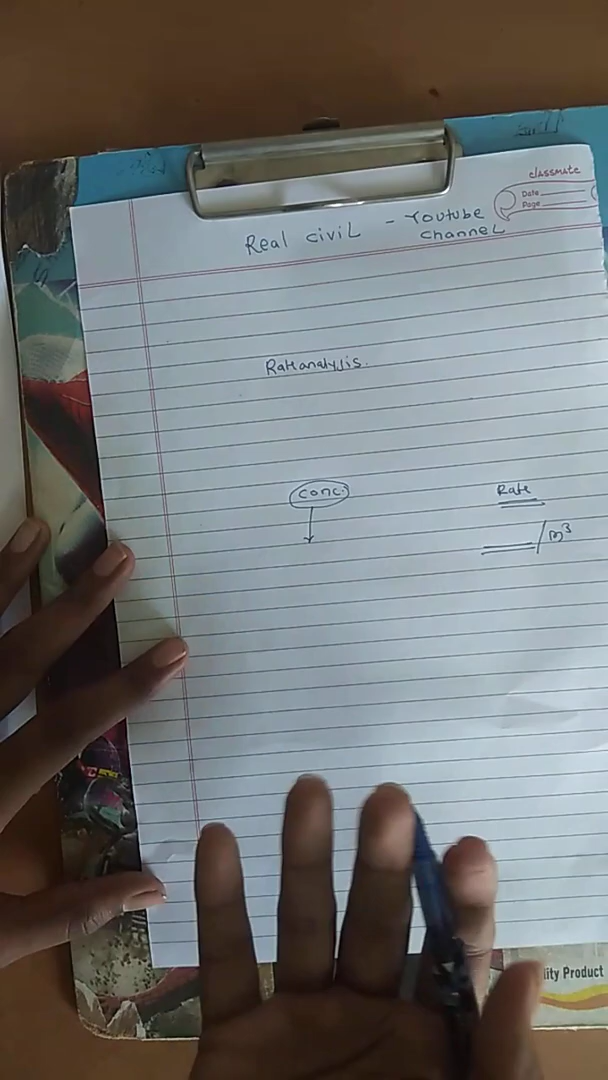 classmate
Date
Page
Real civiL - Youtube
channeL
Rateanalysis.
conc.
Rate
/m³
ity Product